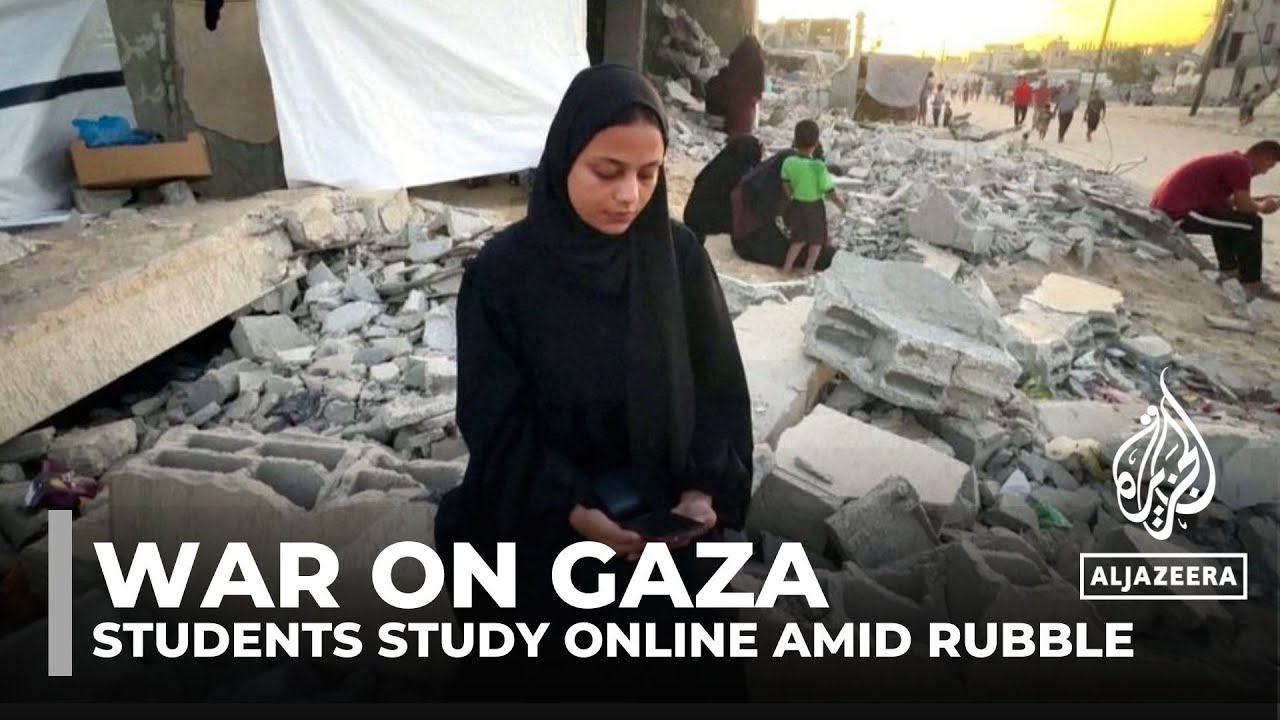 WAR ON GAZA
STUDENTS STUDY ONLINE AMID RUBBLE
الجزيرة
ALJAZEERA